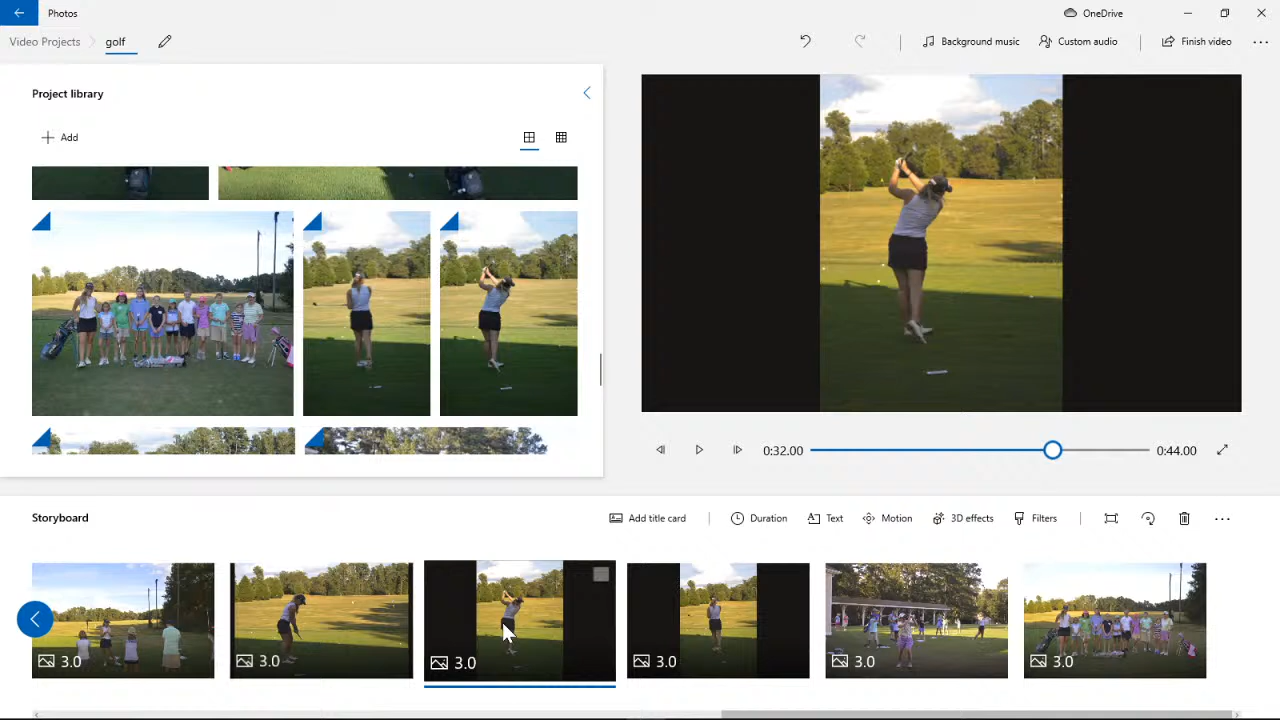 Photos
OneDrive
Video Projects
golf
Background music
Custom audio
Finish video
Project library
Add
0:32.00
0:44.00
Storyboard
Add title card
Duration
Text
Motion
3D effects
Filters
3.0
3.0
3.0
3.0
3.0
3.0